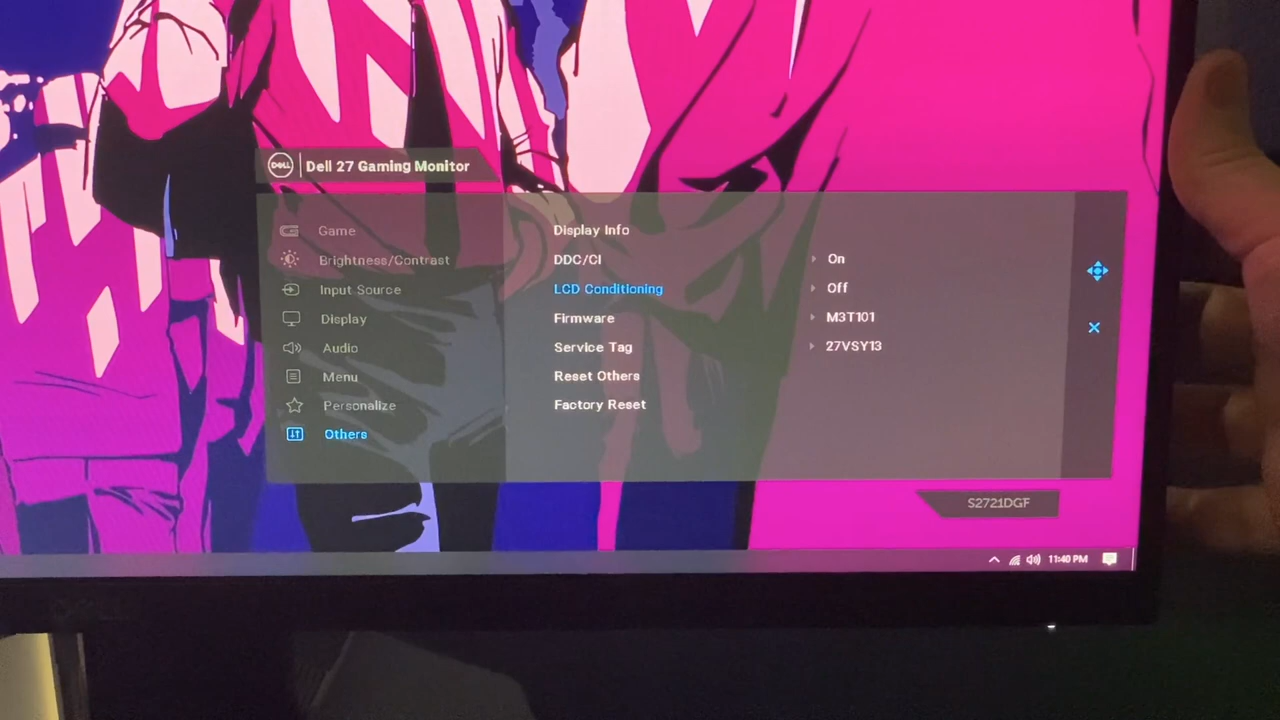 DELL Dell 27 Gaming Monitor
Game
Brightness/Contrast
Input Source
Display
Audio
Menu
Personalize
Others
Display Info
DDC/CI On
LCD Conditioning Off
Firmware M3T101
Service Tag 27VSY13
Reset Others
Factory Reset
S2721DGF
11:40 PM